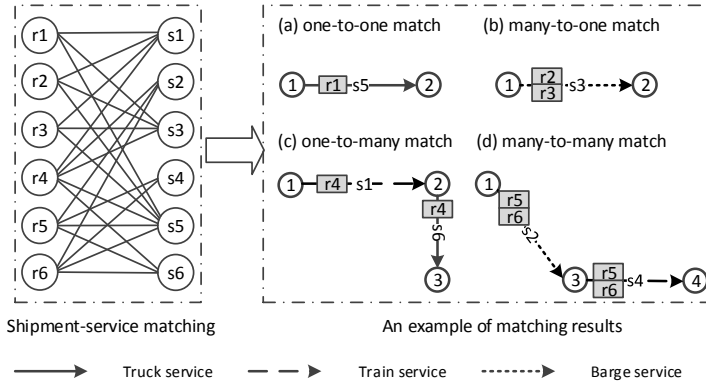 r1
r2
r3
r4
r5
r6
s1
s2
s3
s4
s5
s6
Shipment-service matching
(a) one-to-one match
1 r1 s5 2
(b) many-to-one match
1 r2 s3 2
r3
(c) one-to-many match
1 r4 s1 2
r4
s6
3
(d) many-to-many match
1
r5
r6
s2
3 r5 s4 4
r6
An example of matching results
Truck service
Train service
Barge service